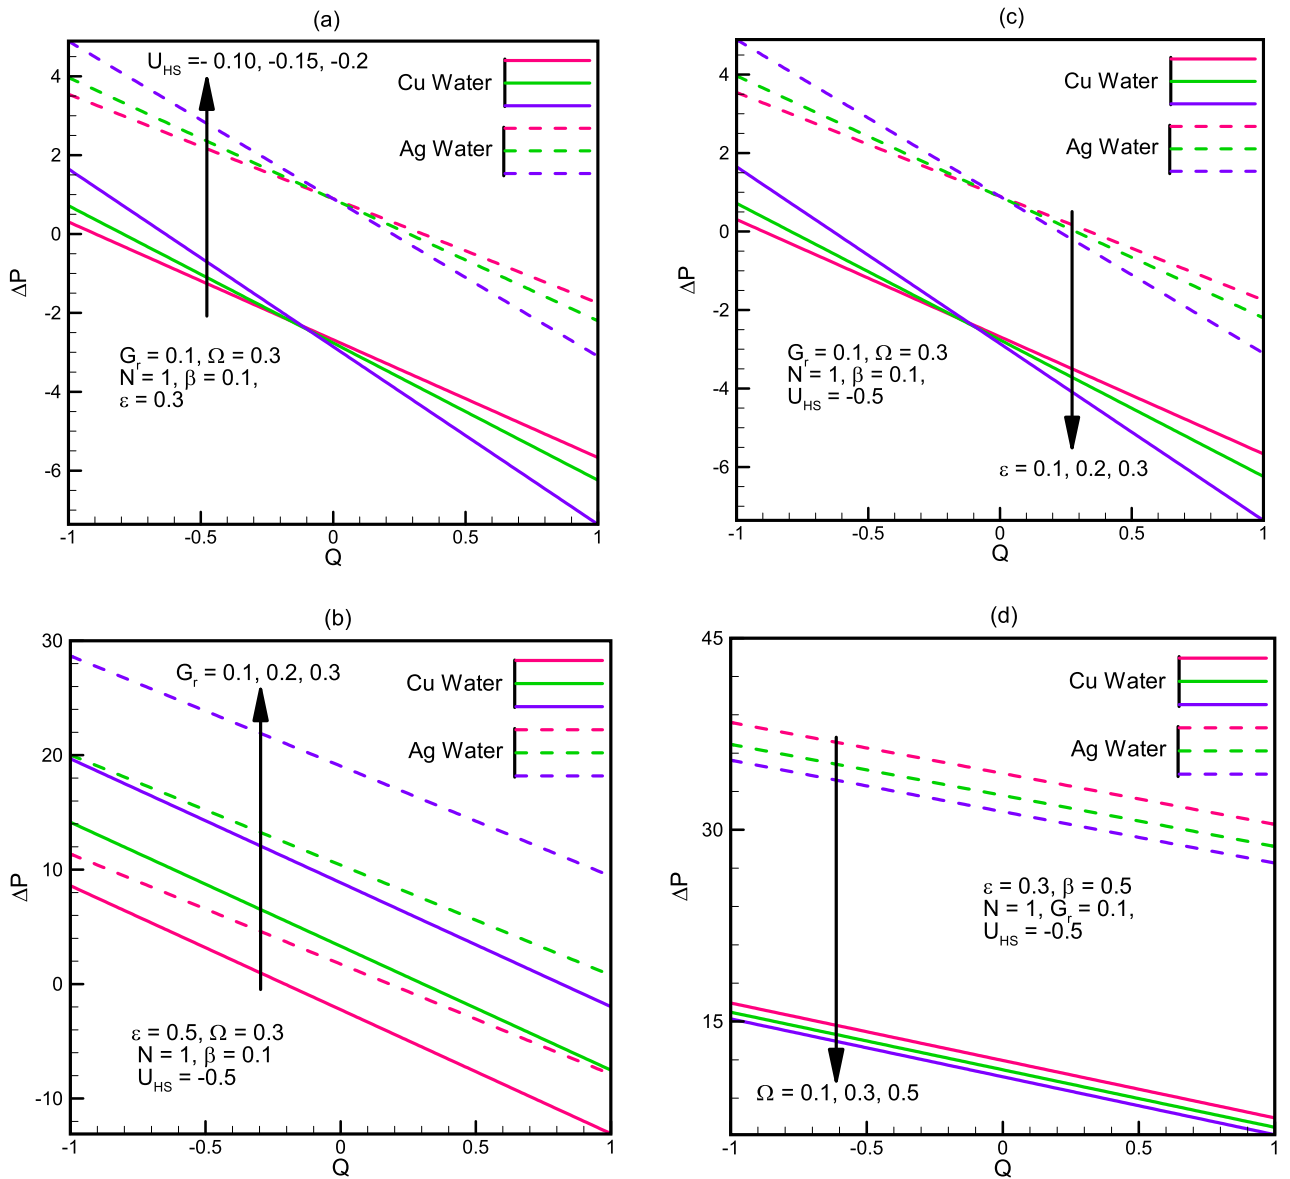 (a)
U_HS =- 0.10, -0.15, -0.2
Cu Water
Ag Water
4
2
0
-2
-4
-6
ΔP
G_r = 0.1, Ω = 0.3
N = 1, β = 0.1,
ε = 0.3
-1
-0.5
0
0.5
1
Q
(c)
Cu Water
Ag Water
4
2
0
-2
-4
-6
ΔP
G_r = 0.1, Ω = 0.3
N = 1, β = 0.1,
U_HS = -0.5
ε = 0.1, 0.2, 0.3
-1
-0.5
0
0.5
1
Q
(b)
G_r = 0.1, 0.2, 0.3
Cu Water
Ag Water
30
20
10
0
-10
ΔP
ε = 0.5, Ω = 0.3
N = 1, β = 0.1
U_HS = -0.5
-1
-0.5
0
0.5
1
Q
(d)
Cu Water
Ag Water
45
30
15
ΔP
ε = 0.3, β = 0.5
N = 1, G_r = 0.1,
U_HS = -0.5
Ω = 0.1, 0.3, 0.5
-1
-0.5
0
0.5
1
Q